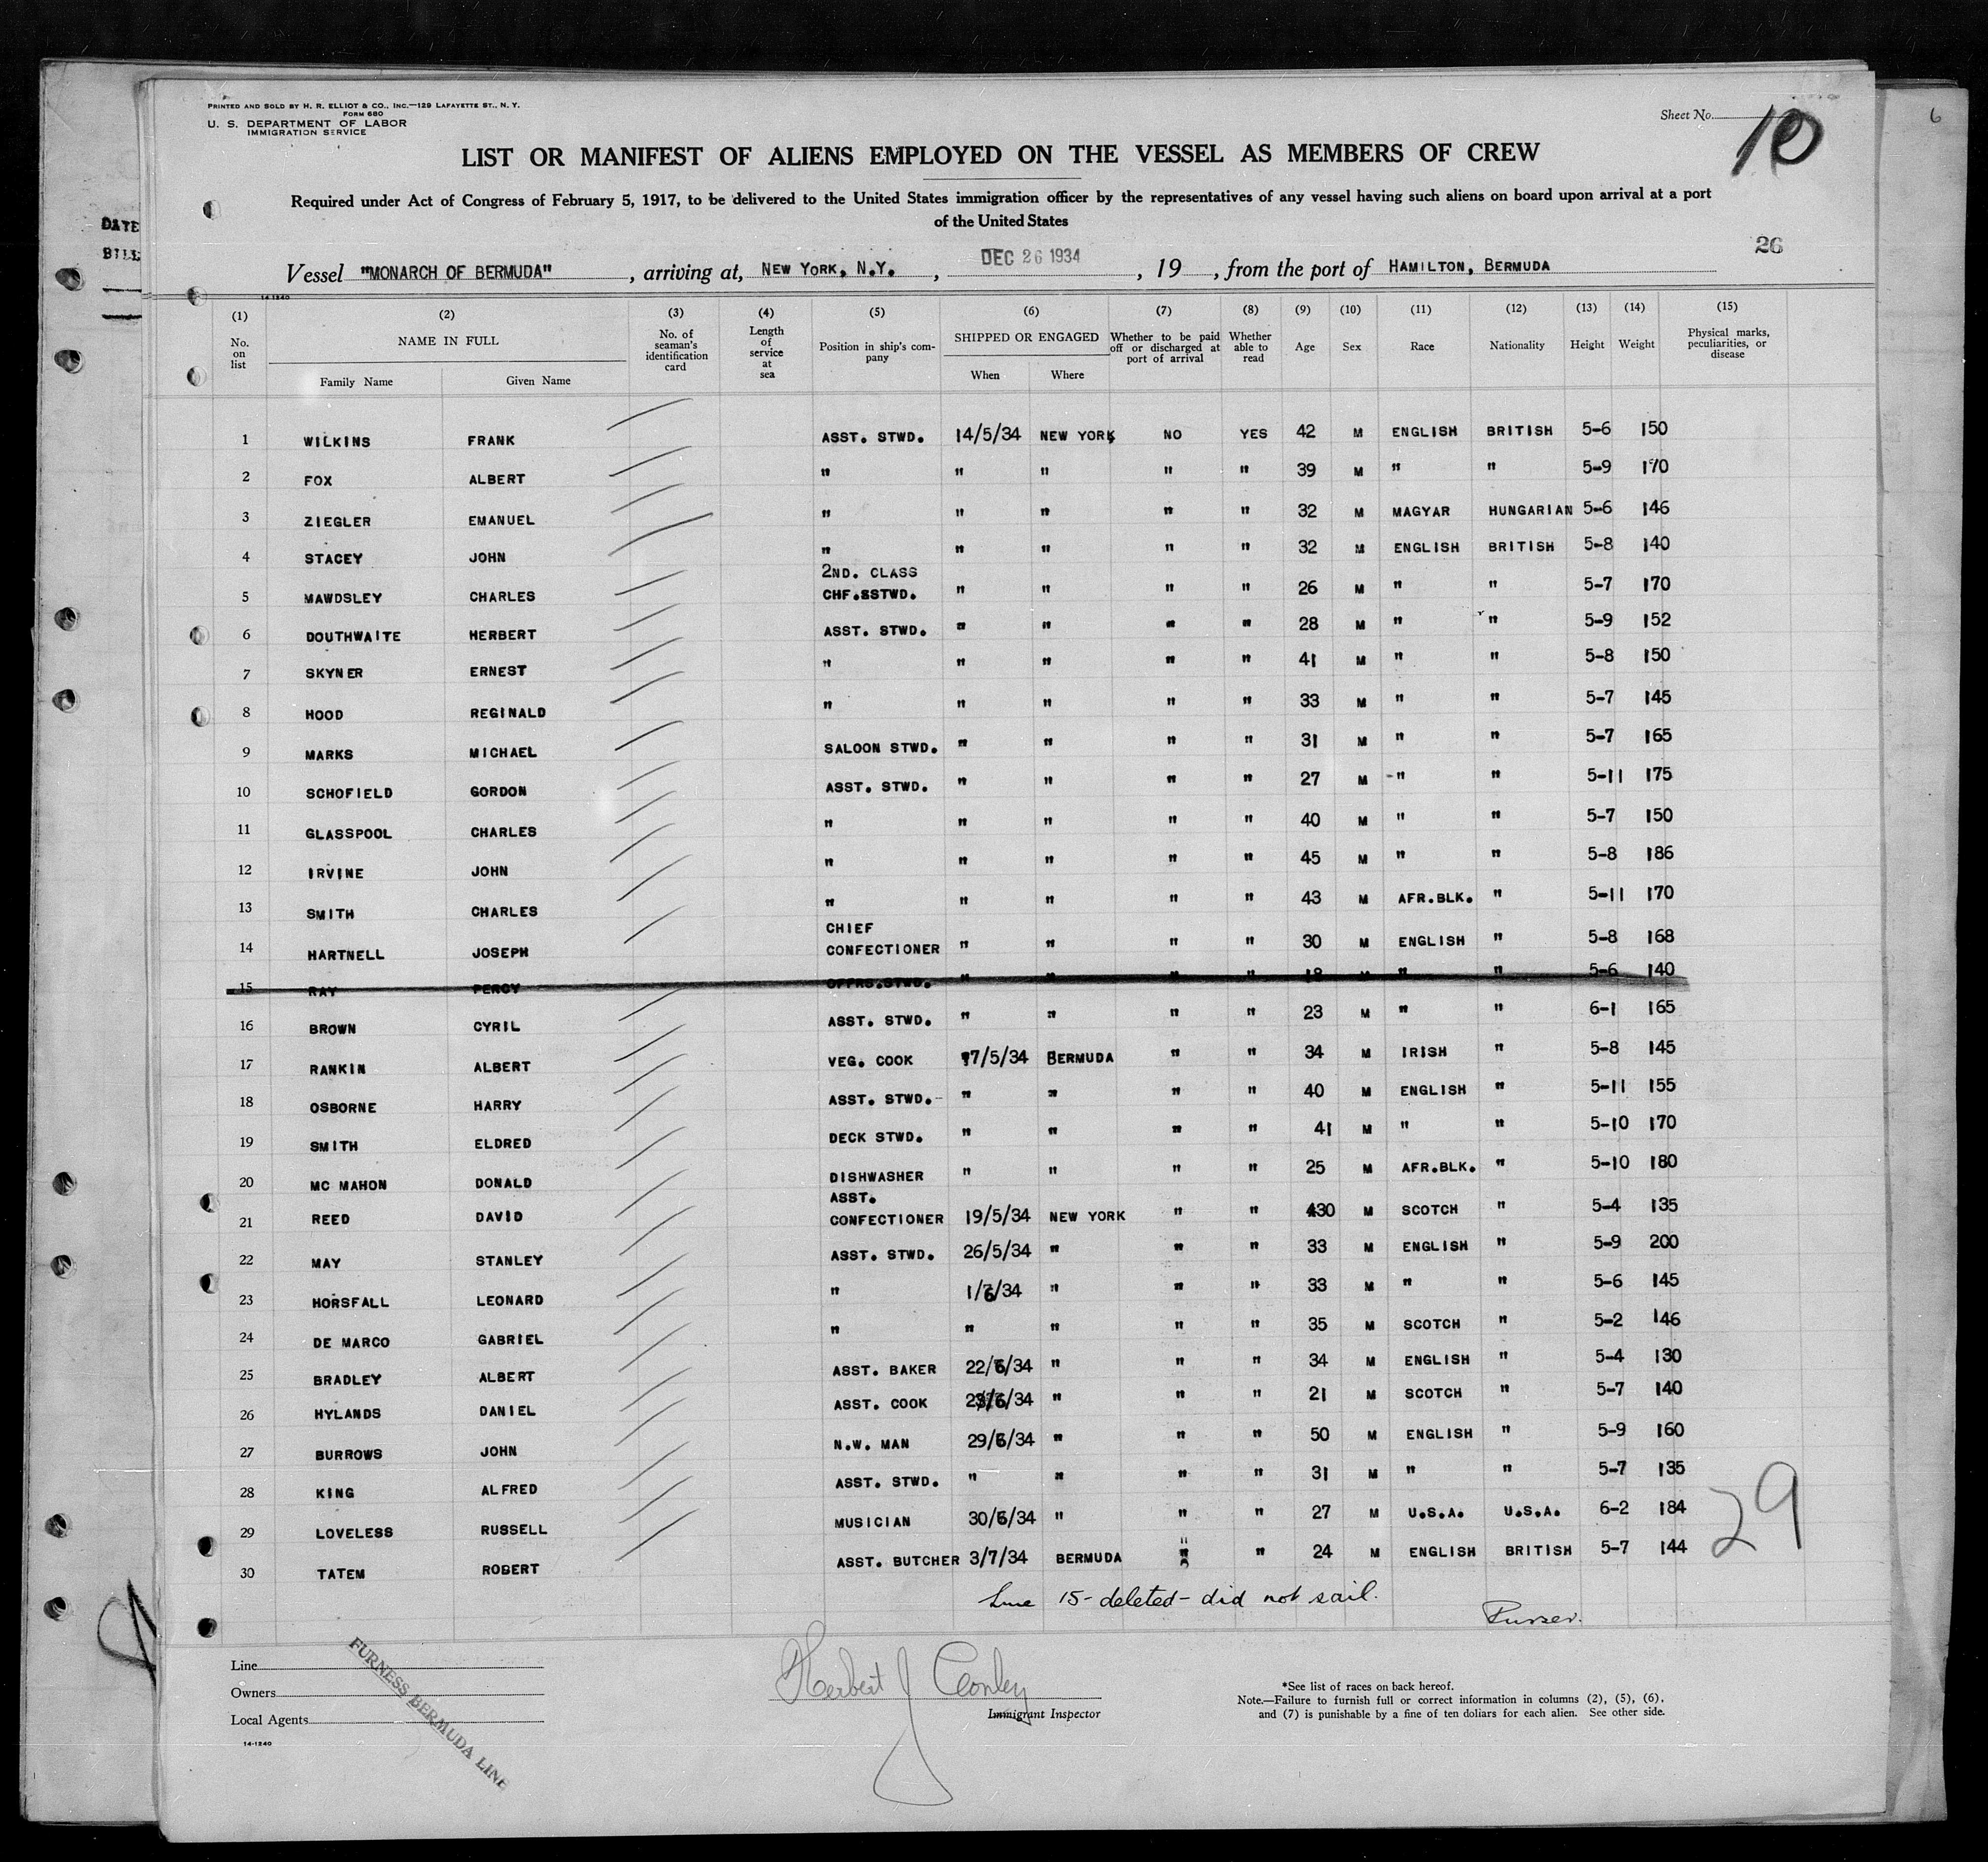 PRINTED AND SOLD BY H. R. ELLIOT & CO., INC.—129 LAFAYETTE ST., N. Y.
FORM 680
U. S. DEPARTMENT OF LABOR
IMMIGRATION SERVICE
Sheet No. 10
6
LIST OR MANIFEST OF ALIENS EMPLOYED ON THE VESSEL AS MEMBERS OF CREW
Required under Act of Congress of February 5, 1917, to be delivered to the United States immigration officer by the representatives of any vessel having such aliens on board upon arrival at a port
of the United States
DATE
26
Vessel "MONARCH OF BERMUDA", arriving at, NEW YORK, N.Y., DEC 26 1934, 19, from the port of HAMILTON, BERMUDA
14-1240
(1) No. on list (2) NAME IN FULL Family Name Given Name (3) No. of seaman's identification card (4) Length of service at sea (5) Position in ship's company (6) SHIPPED OR ENGAGED When Where (7) Whether to be paid off or discharged at port of arrival (8) Whether able to read (9) Age (10) Sex (11) Race (12) Nationality (13) Height (14) Weight (15) Physical marks, peculiarities, or disease
1 WILKINS FRANK ASST. STWD. 14/5/34 NEW YORK NO YES 42 M ENGLISH BRITISH 5-6 150
2 FOX ALBERT " " " " " 39 M " " 5-9 170
3 ZIEGLER EMANUEL " " " " " 32 M MAGYAR HUNGARIAN 5-6 146
4 STACEY JOHN " " " " " 32 M ENGLISH BRITISH 5-8 140
5 MAWDSLEY CHARLES 2ND. CLASS CHF.SSTWD. " " " " 26 M " " 5-7 170
6 DOUTHWAITE HERBERT ASST. STWD. " " " " 28 M " " 5-9 152
7 SKYNER ERNEST " " " " " 41 M " " 5-8 150
8 HOOD REGINALD " " " " " 33 M " " 5-7 145
9 MARKS MICHAEL SALOON STWD. " " " " 31 M " " 5-7 165
10 SCHOFIELD GORDON ASST. STWD. " " " " 27 M -" " 5-11 175
11 GLASSPOOL CHARLES " " " " " 40 M " " 5-7 150
12 IRVINE JOHN " " " " " 45 M " " 5-8 186
13 SMITH CHARLES " " " " " 43 M AFR.BLK. " 5-11 170
14 HARTNELL JOSEPH CHIEF CONFECTIONER " " " " 30 M ENGLISH " 5-8 168
15 RAY PERCY OFFRS.STWD. " " " " 18 M " " 5-6 140
16 BROWN CYRIL ASST. STWD. " " " " 23 M " " 6-1 165
17 RANKIN ALBERT VEG. COOK 17/5/34 BERMUDA " " 34 M IRISH " 5-8 145
18 OSBORNE HARRY ASST. STWD.- " " " " 40 M ENGLISH " 5-11 155
19 SMITH ELDRED DECK STWD. " " " " 41 M " " 5-10 170
20 MC MAHON DONALD DISHWASHER " " " " 25 M AFR.BLK. " 5-10 180
21 REED DAVID ASST. CONFECTIONER 19/5/34 NEW YORK " " 430 M SCOTCH " 5-4 135
22 MAY STANLEY ASST. STWD. 26/5/34 " " " 33 M ENGLISH " 5-9 200
23 HORSFALL LEONARD " 1/6/34 " " " 33 M " " 5-6 145
24 DE MARCO GABRIEL " " " " " 35 M SCOTCH " 5-2 146
25 BRADLEY ALBERT ASST. BAKER 22/6/34 " " " 34 M ENGLISH " 5-4 130
26 HYLANDS DANIEL ASST. COOK 23/6/34 " " " 21 M SCOTCH " 5-7 140
27 BURROWS JOHN N.W. MAN 29/6/34 " " " 50 M ENGLISH " 5-9 160
28 KING ALFRED ASST. STWD. " " " " 31 M " " 5-7 135
29 LOVELESS RUSSELL MUSICIAN 30/6/34 " " " 27 M U.S.A. U.S.A. 6-2 184
30 TATEM ROBERT ASST. BUTCHER 3/7/34 BERMUDA " " 24 M ENGLISH BRITISH 5-7 144
29
Line 15 - deleted - did not sail.
Purser.
Line
Owners
Local Agents
14-1240
FURNESS BERMUDA LINE
Herbert J Conley
Immigrant Inspector
*See list of races on back hereof.
Note.—Failure to furnish full or correct information in columns (2), (5), (6),
and (7) is punishable by a fine of ten dollars for each alien. See other side.